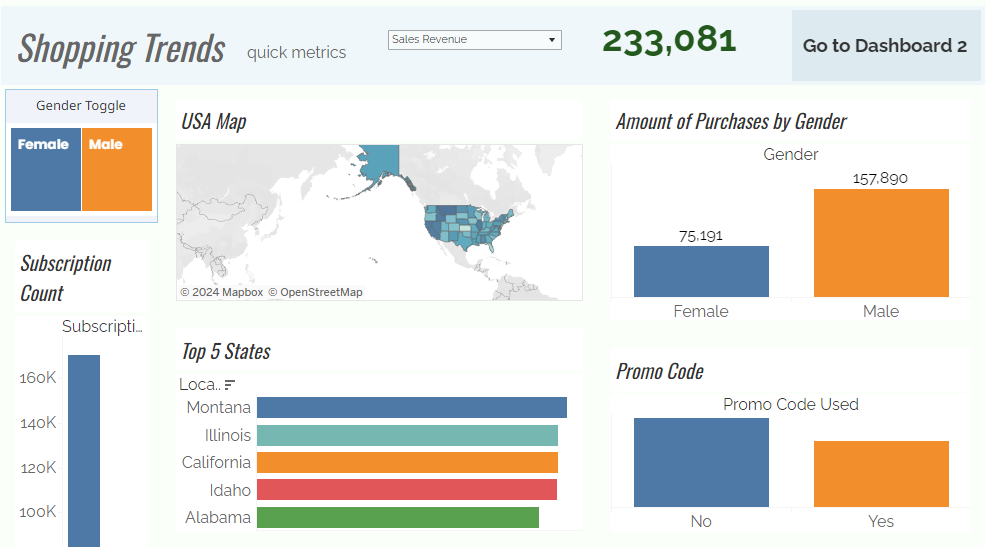 Shopping Trends
quick metrics
Sales Revenue
233,081
Go to Dashboard 2
Gender Toggle
Female
Male
Subscription
Count
Subscripti...
160K
140K
120K
100K
USA Map
© 2024 Mapbox © OpenStreetMap
Top 5 States
Loca..
Montana
Illinois
California
Idaho
Alabama
Amount of Purchases by Gender
Gender
75,191
157,890
Female
Male
Promo Code
Promo Code Used
No
Yes